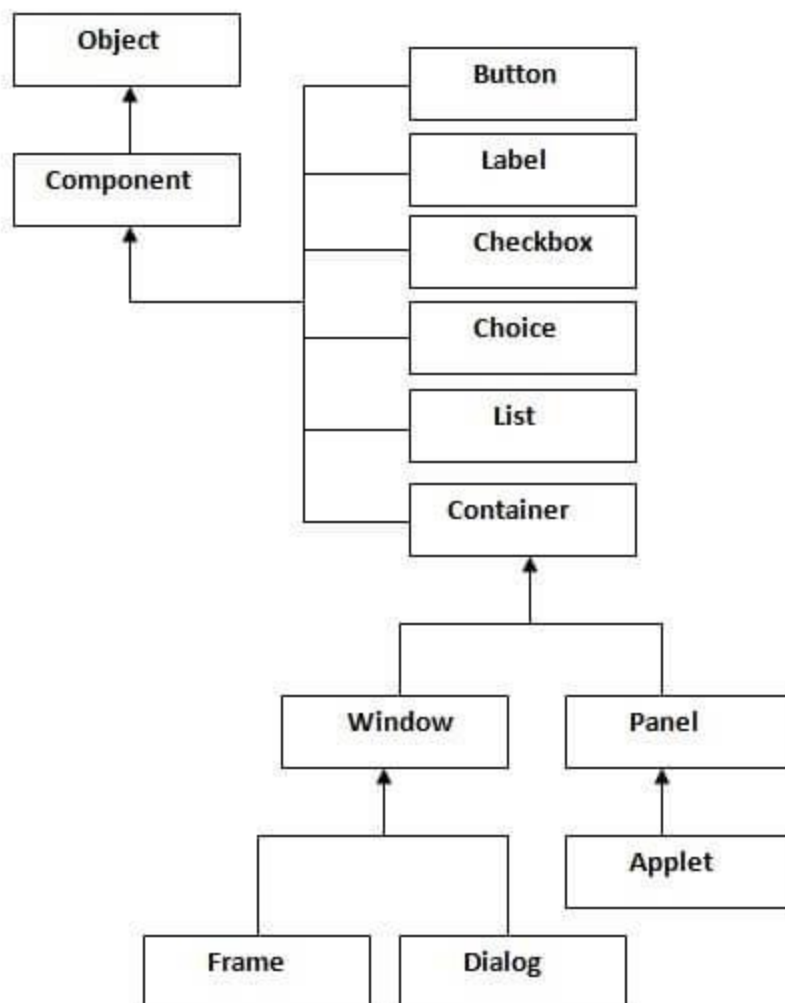 Object
Component
Button
Label
Checkbox
Choice
List
Container
Window
Panel
Applet
Frame
Dialog